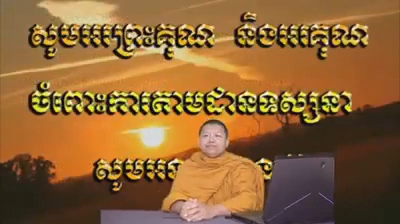 សូមអរព្រះគុណ និងអរគុណ
ចំពោះការតាមដានទស្សនា
សូមអ